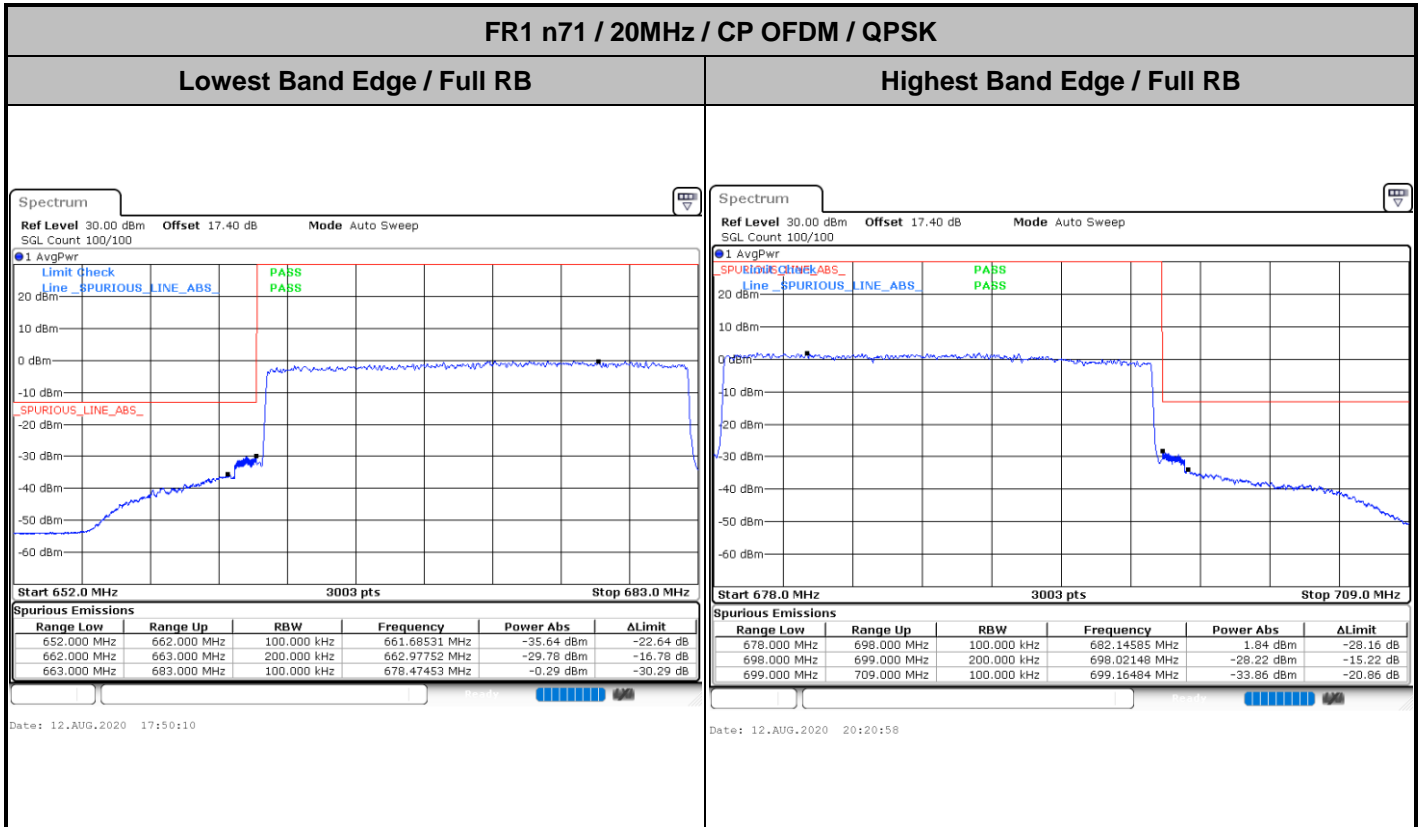 FR1 n71 / 20MHz / CP OFDM / QPSK
Lowest Band Edge / Full RB
Highest Band Edge / Full RB
Spectrum
Ref Level 30.00 dBm Offset 17.40 dB Mode Auto Sweep
SGL Count 100/100
1 AvgPwr
Limit Check PASS
Line _SPURIOUS_LINE_ABS_ PASS
20 dBm
10 dBm
0 dBm
-10 dBm
_SPURIOUS_LINE_ABS_
-20 dBm
-30 dBm
-40 dBm
-50 dBm
-60 dBm
Start 652.0 MHz 3003 pts Stop 683.0 MHz
Spurious Emissions
Range Low Range Up RBW Frequency Power Abs ΔLimit
652.000 MHz 662.000 MHz 100.000 kHz 661.68531 MHz -35.64 dBm -22.64 dB
662.000 MHz 663.000 MHz 200.000 kHz 662.97752 MHz -29.78 dBm -16.78 dB
663.000 MHz 683.000 MHz 100.000 kHz 678.47453 MHz -0.29 dBm -30.29 dB
Ready
Date: 12.AUG.2020 17:50:10
Spectrum
Ref Level 30.00 dBm Offset 17.40 dB Mode Auto Sweep
SGL Count 100/100
1 AvgPwr
_SPURIOUS_LINE_ABS_
Limit Check PASS
Line _SPURIOUS_LINE_ABS_ PASS
20 dBm
10 dBm
0 dBm
-10 dBm
-20 dBm
-30 dBm
-40 dBm
-50 dBm
-60 dBm
Start 678.0 MHz 3003 pts Stop 709.0 MHz
Spurious Emissions
Range Low Range Up RBW Frequency Power Abs ΔLimit
678.000 MHz 698.000 MHz 100.000 kHz 682.14585 MHz 1.84 dBm -28.16 dB
698.000 MHz 699.000 MHz 200.000 kHz 698.02148 MHz -28.22 dBm -15.22 dB
699.000 MHz 709.000 MHz 100.000 kHz 699.16484 MHz -33.86 dBm -20.86 dB
Ready
Date: 12.AUG.2020 20:20:58